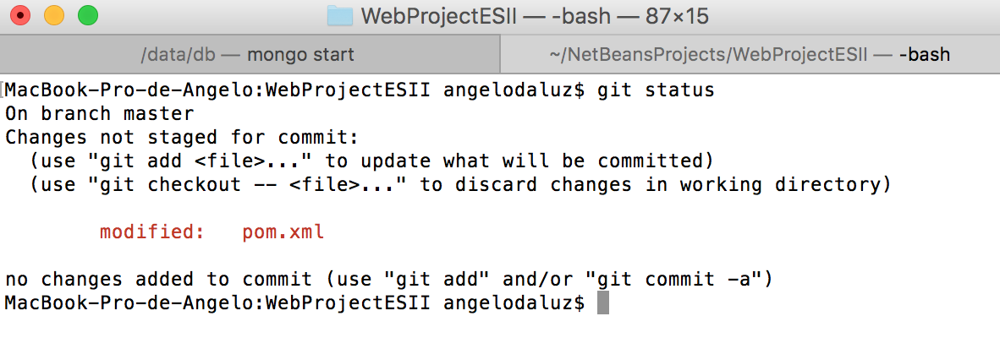 WebProjectESII — -bash — 87×15
/data/db — mongo start
~/NetBeansProjects/WebProjectESII — -bash
[MacBook-Pro-de-Angelo:WebProjectESII angelodaluz$ git status
On branch master
Changes not staged for commit:
  (use "git add <file>..." to update what will be committed)
  (use "git checkout -- <file>..." to discard changes in working directory)
        modified:   pom.xml
no changes added to commit (use "git add" and/or "git commit -a")
MacBook-Pro-de-Angelo:WebProjectESII angelodaluz$